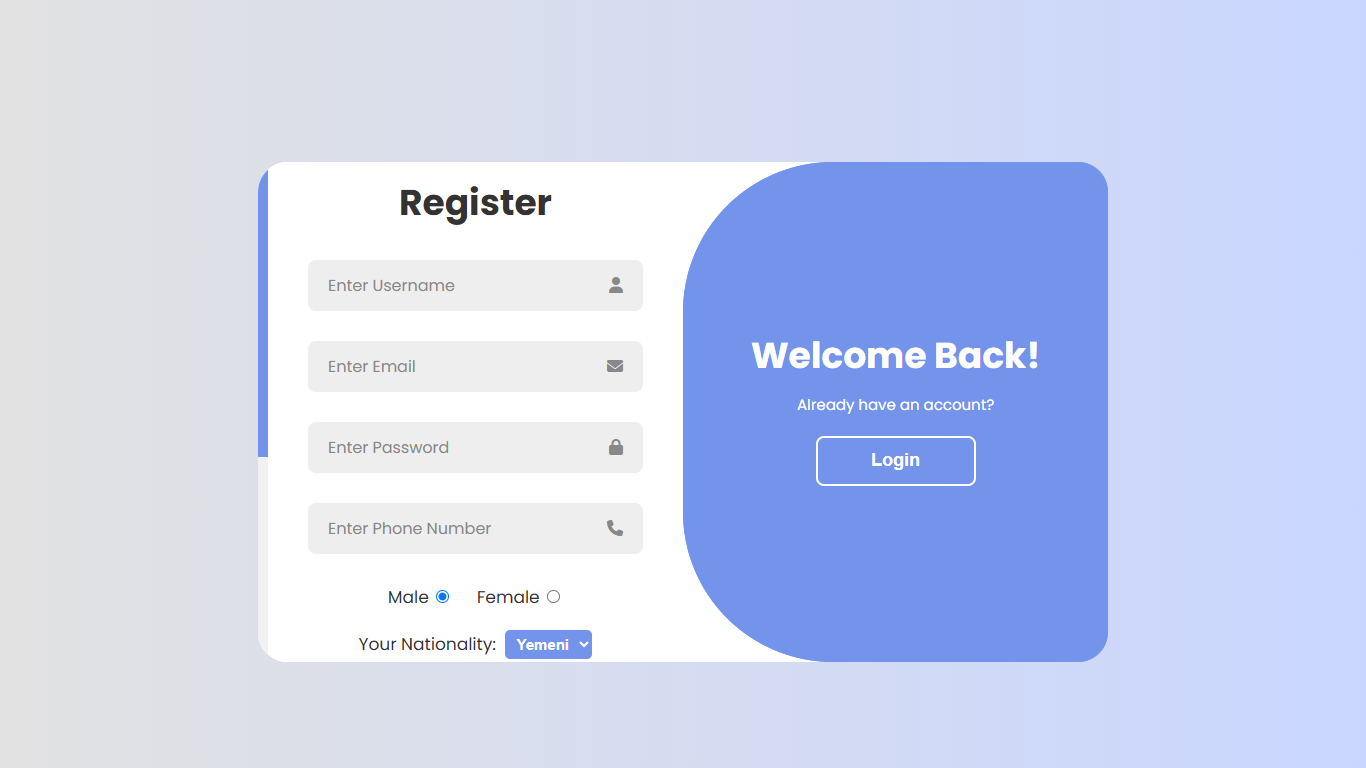 Register
Enter Username
Enter Email
Enter Password
Enter Phone Number
Male Female
Your Nationality: Yemeni
Welcome Back!
Already have an account?
Login